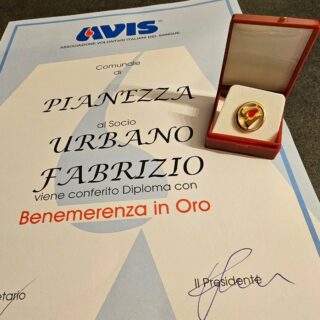 AVIS
ASSOCIAZIONE VOLONTARI ITALIANI DEL SANGUE
Comunale
di
PIANEZZA
al Socio
URBANO
FABRIZIO
viene conferito Diploma con
Benemerenza in Oro
etario
Il Presidente